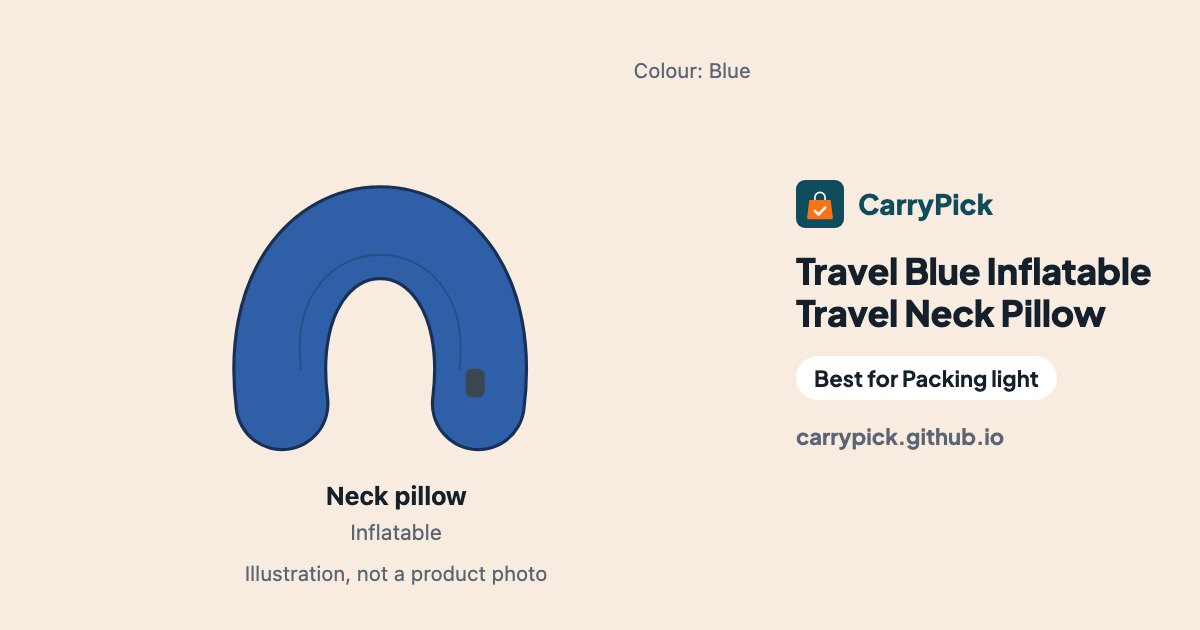 Colour: Blue
CarryPick
Travel Blue Inflatable
Travel Neck Pillow
Best for Packing light
carrypick.github.io
Neck pillow
Inflatable
Illustration, not a product photo